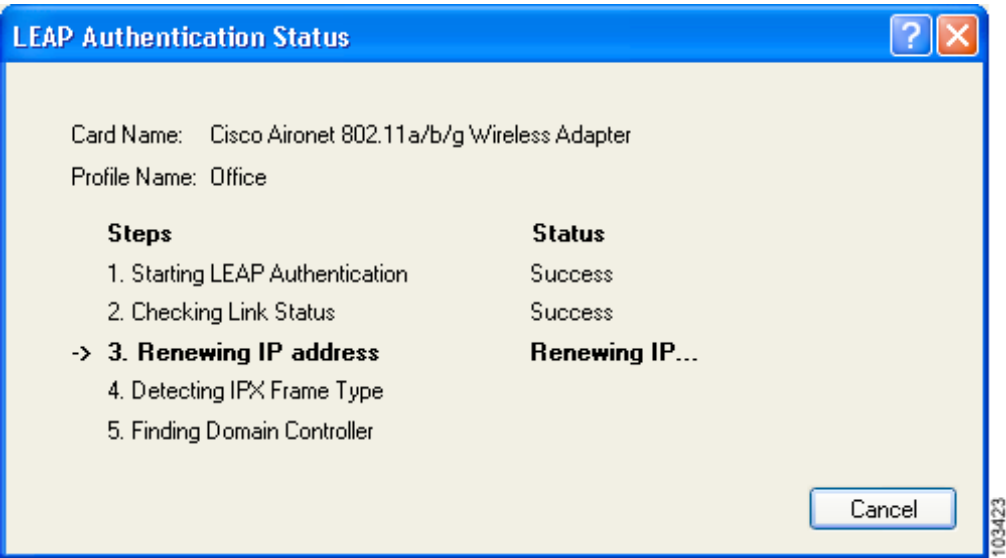 LEAP Authentication Status
Card Name: Cisco Aironet 802.11a/b/g Wireless Adapter
Profile Name: Office
Steps Status
1. Starting LEAP Authentication Success
2. Checking Link Status Success
-> 3. Renewing IP address Renewing IP...
4. Detecting IPX Frame Type
5. Finding Domain Controller
Cancel
103423